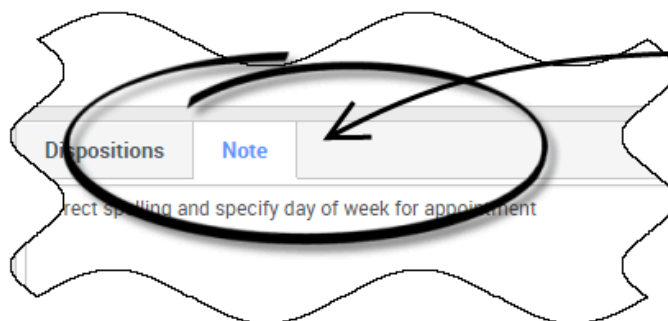 Dispositions Note
rect spelling and specify day of week for appointment